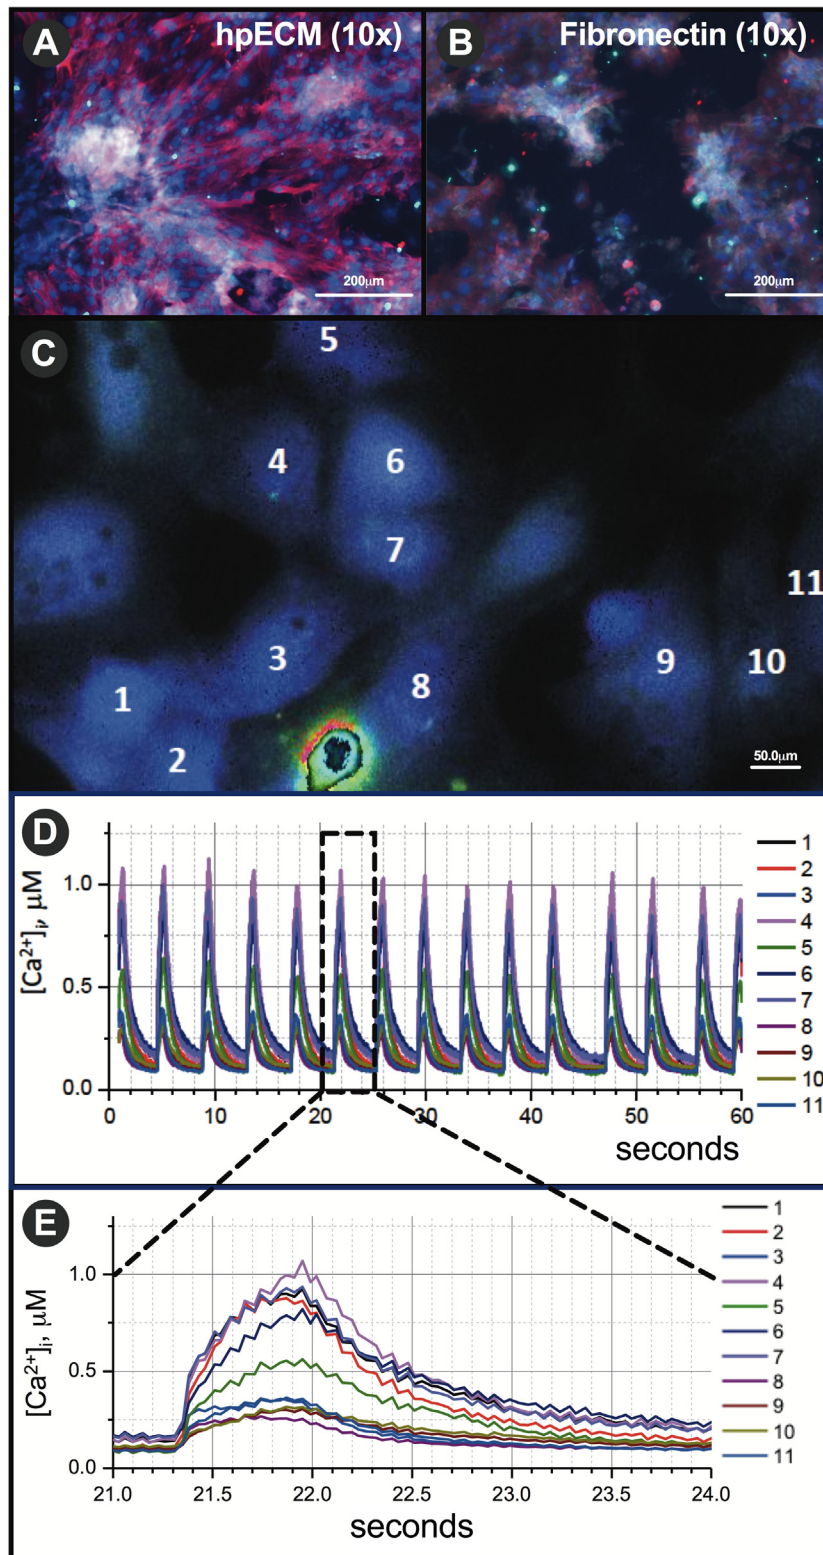 A
hpECM (10x)
200μm
B
Fibronectin (10x)
200μm
C
5
4
6
7
11
3
9
10
1
8
2
50.0μm
D
[Ca²⁺]ᵢ, μM
1.0
0.5
0.0
0 10 20 30 40 50 60
seconds
1
2
3
4
5
6
7
8
9
10
11
E
[Ca²⁺]ᵢ, μM
1.0
0.5
0.0
21.0 21.5 22.0 22.5 23.0 23.5 24.0
seconds
1
2
3
4
5
6
7
8
9
10
11